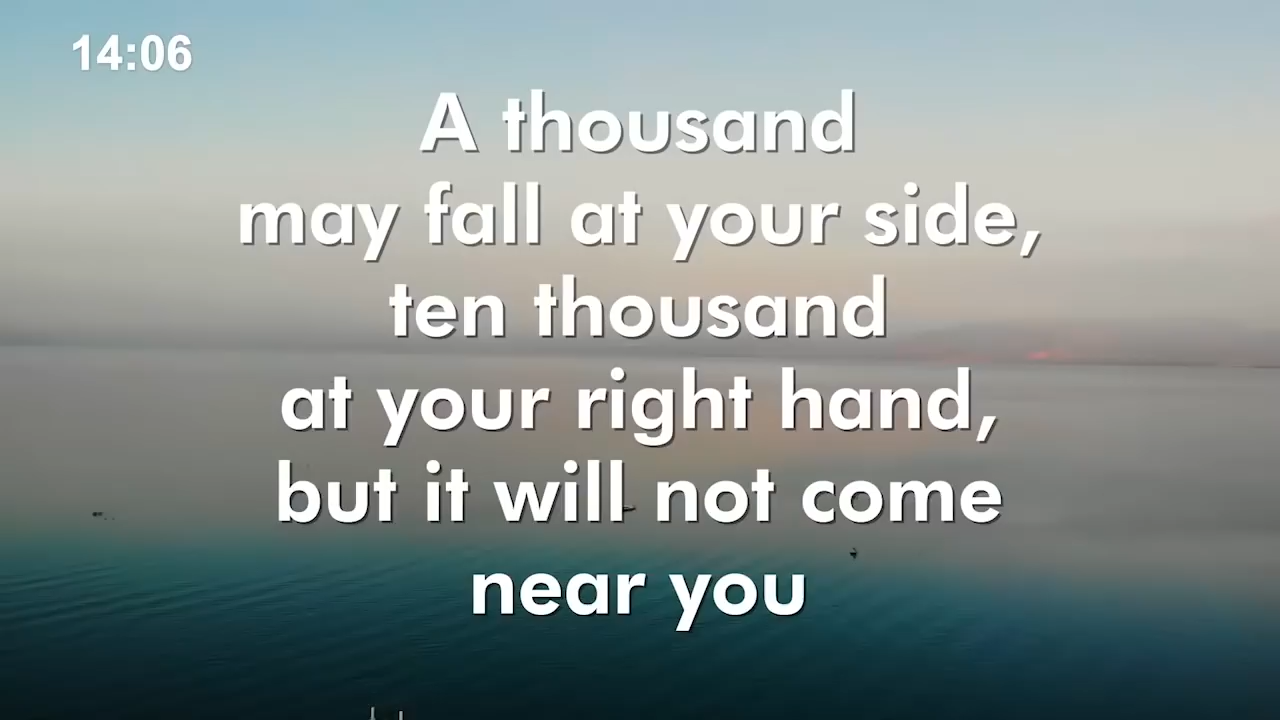 14:06
A thousand
may fall at your side,
ten thousand
at your right hand,
but it will not come
near you